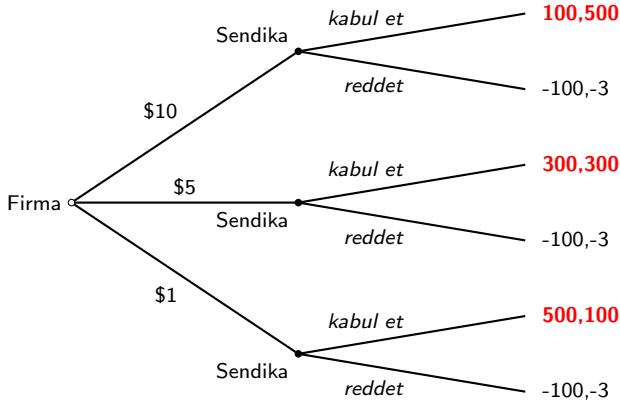 kabul et
100,500
Sendika
reddet
-100,-3
$10
kabul et
300,300
$5
Firma
Sendika
reddet
-100,-3
$1
kabul et
500,100
Sendika
reddet
-100,-3